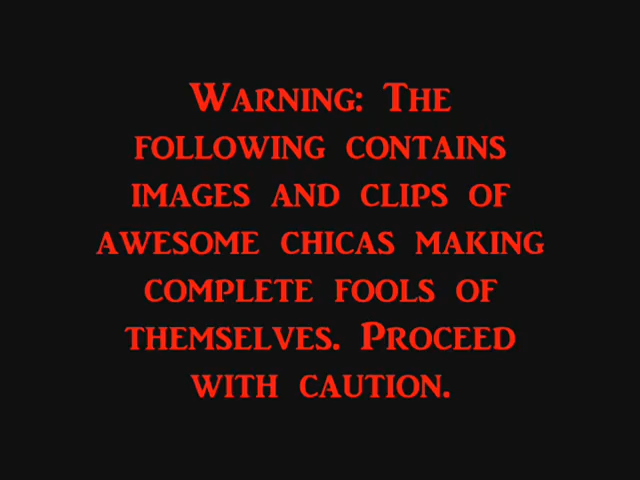 Warning: The
following contains
images and clips of
awesome chicas making
complete fools of
themselves. Proceed
with caution.